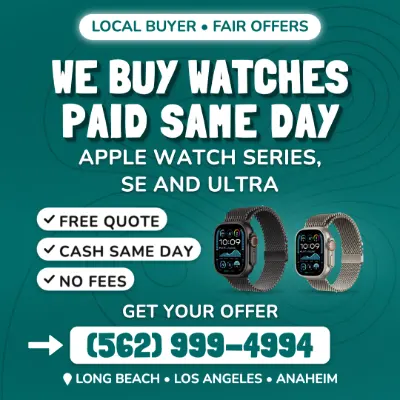 LOCAL BUYER • FAIR OFFERS
WE BUY WATCHES
PAID SAME DAY
APPLE WATCH SERIES,
SE AND ULTRA
FREE QUOTE
CASH SAME DAY
NO FEES
GET YOUR OFFER
(562) 999-4994
LONG BEACH • LOS ANGELES • ANAHEIM